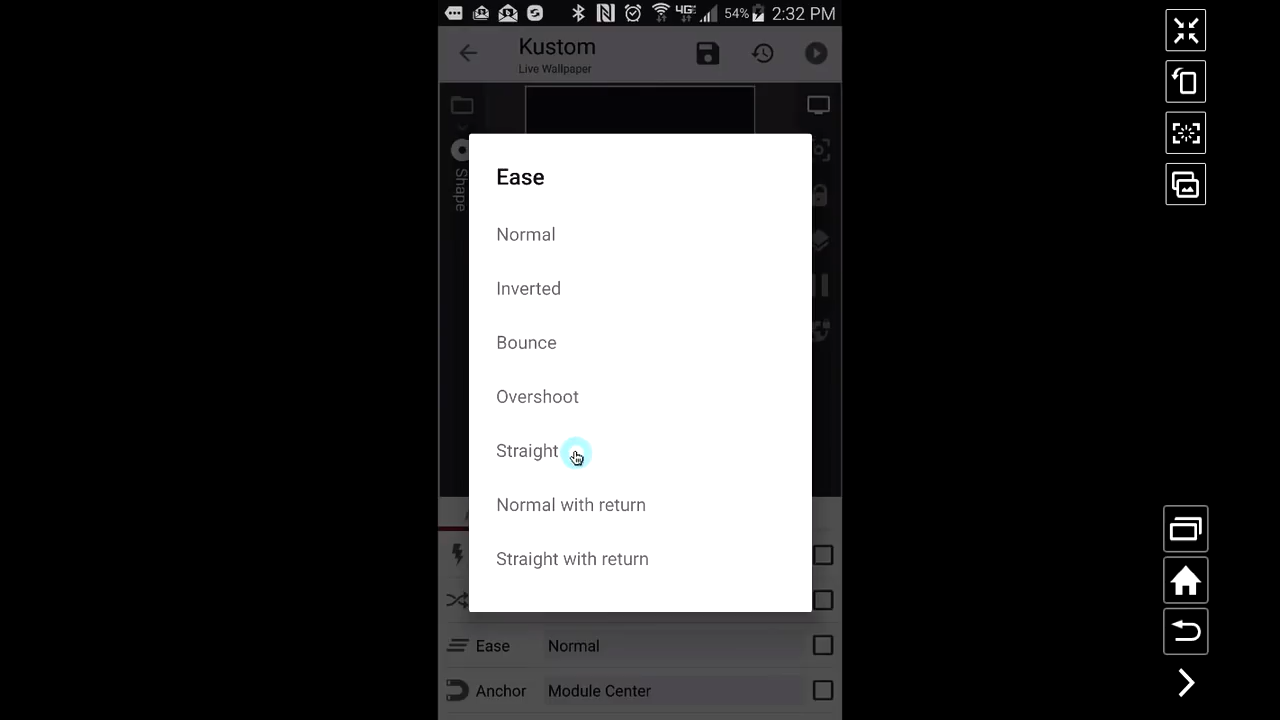 54% 2:32 PM
Kustom
Live Wallpaper
Shape
Ease
Normal
Inverted
Bounce
Overshoot
Straight
Normal with return
Straight with return
Ease Normal
Anchor Module Center